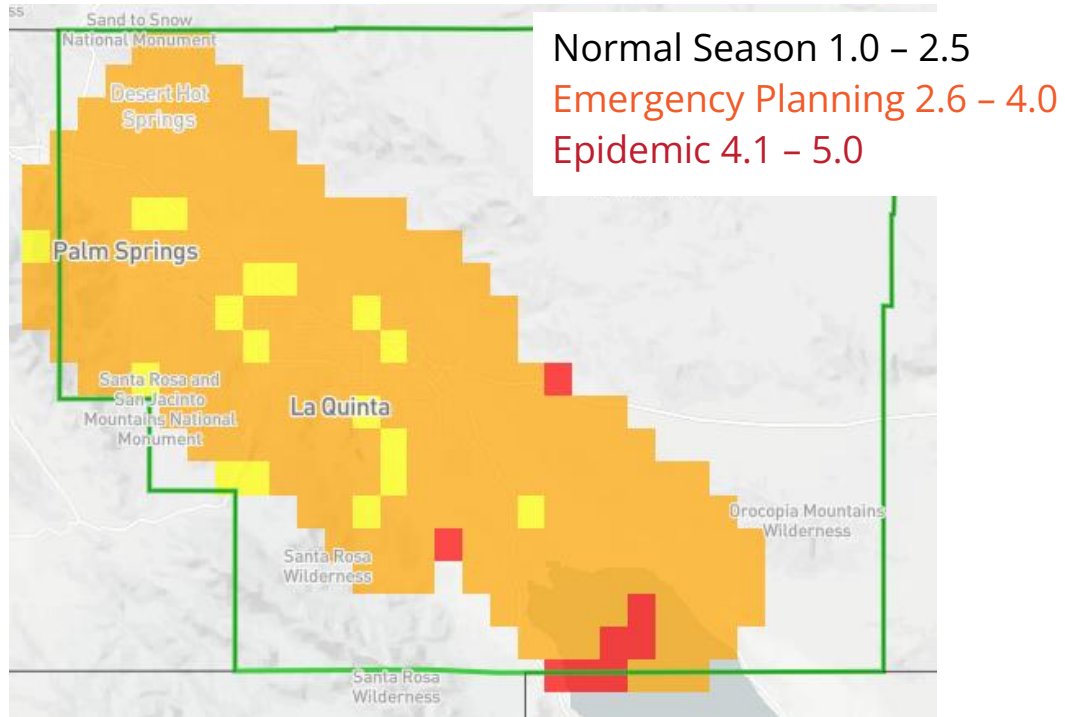 ss
Sand to Snow
National Monument
Normal Season 1.0 – 2.5
Emergency Planning 2.6 – 4.0
Epidemic 4.1 – 5.0
Desert Hot
Springs
Palm Springs
Santa Rosa and
San Jacinto
Mountains National
Monument
La Quinta
Orocopia Mountains
Wilderness
Santa Rosa
Wilderness
Santa Rosa
Wilderness